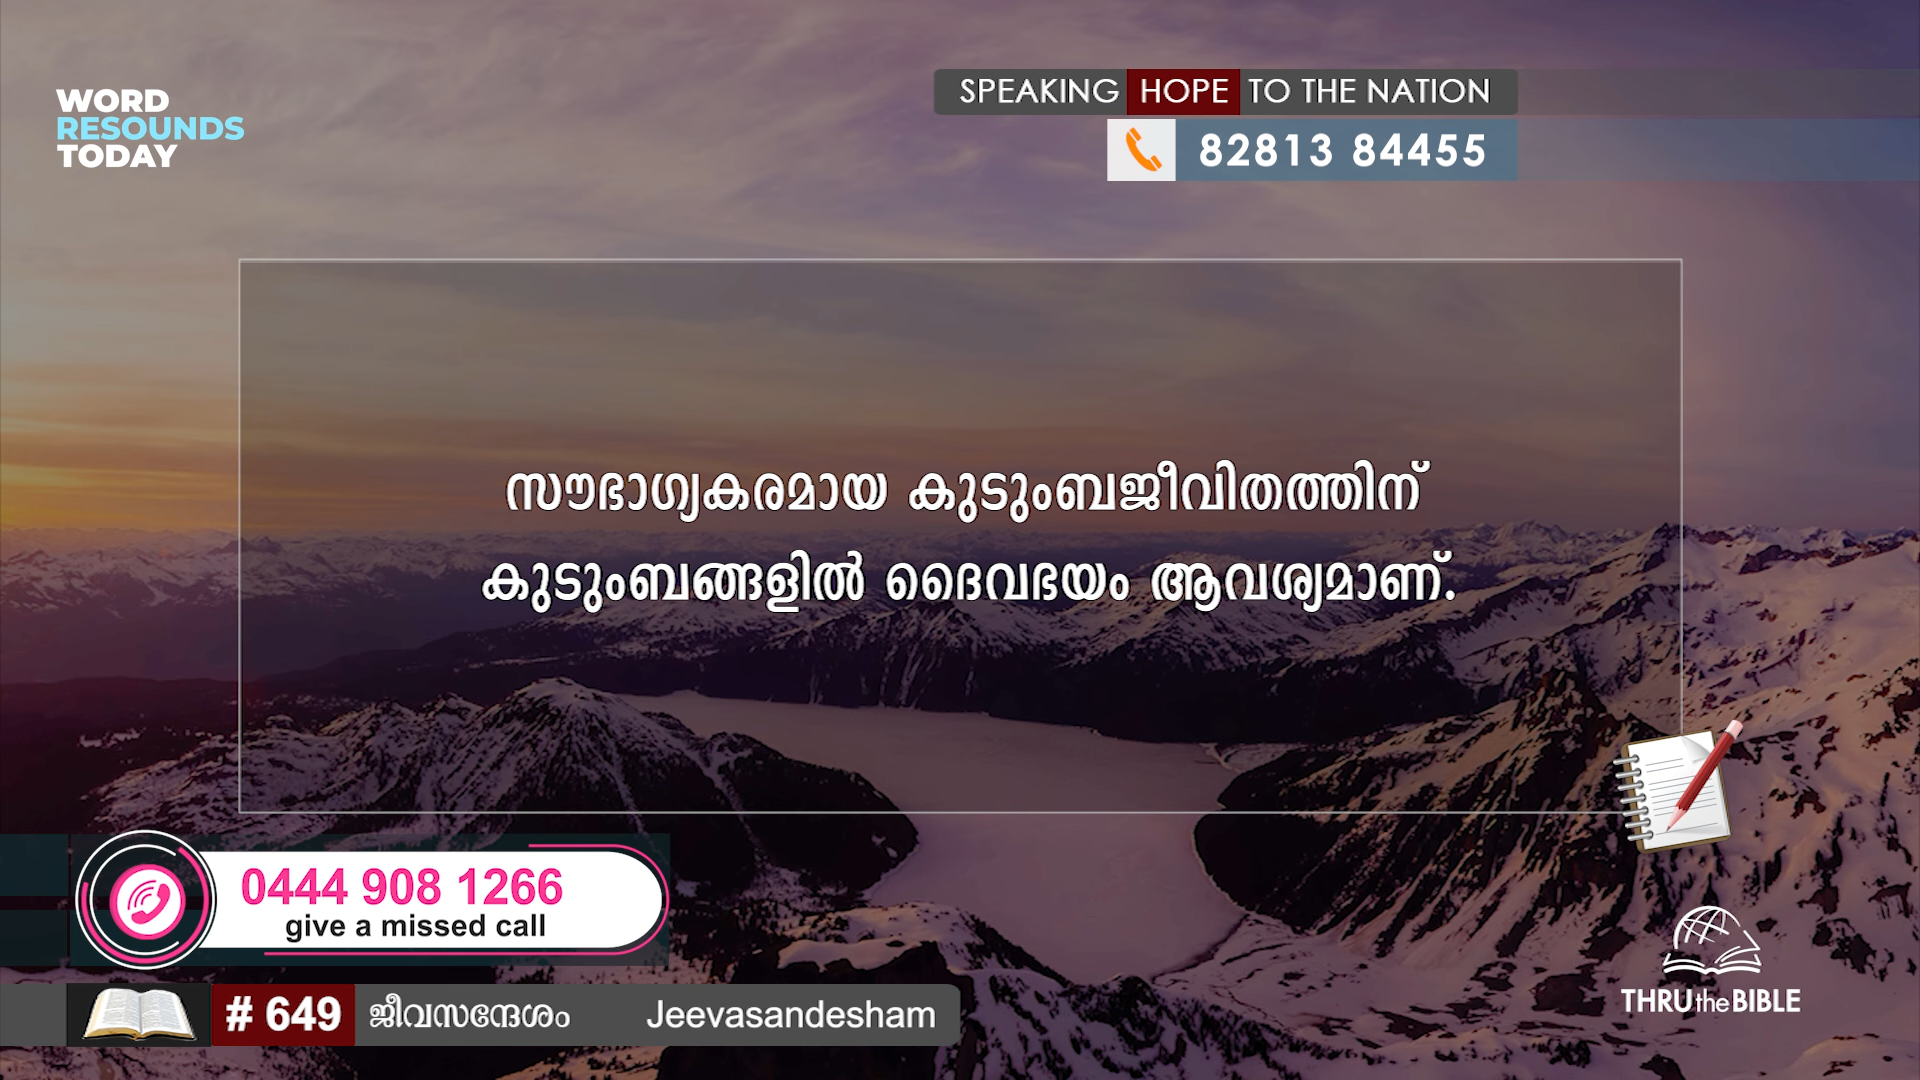 WORD
RESOUNDS
TODAY
SPEAKING HOPE TO THE NATION
82813 84455
സൗഭാഗ്യകരമായ കുടുംബജീവിതത്തിന്
കുടുംബങ്ങളിൽ ദൈവഭയം ആവശ്യമാണ്.
0444 908 1266
give a missed call
# 649 ജീവസന്ദേശം Jeevasandesham
THRU the BIBLE